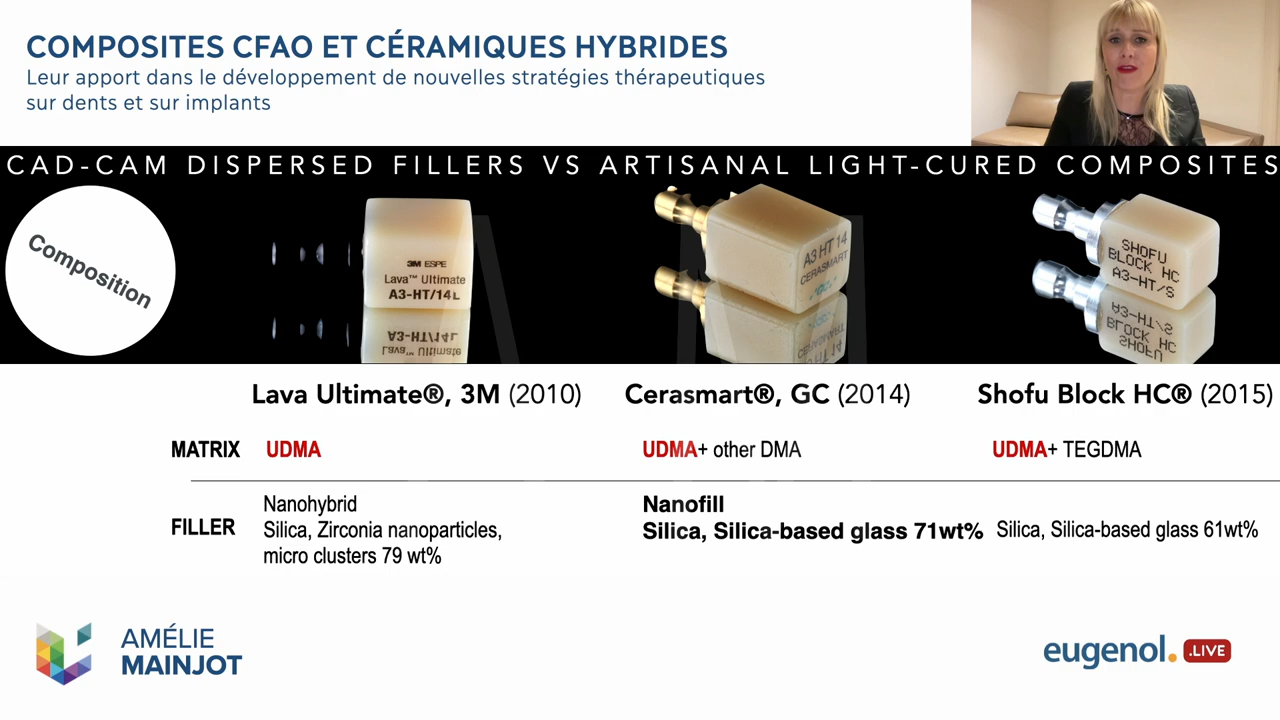 COMPOSITES CFAO ET CÉRAMIQUES HYBRIDES
Leur apport dans le développement de nouvelles stratégies thérapeutiques
sur dents et sur implants
CAD-CAM DISPERSED FILLERS VS ARTISANAL LIGHT-CURED COMPOSITES
Composition
3M ESPE
Lava™ Ultimate
A3-HT/14L
A3 HT 14
CERASMART
SHOFU
BLOCK HC
A3-HT/S
Lava Ultimate®, 3M (2010)
Cerasmart®, GC (2014)
Shofu Block HC® (2015)
MATRIX
UDMA
UDMA+ other DMA
UDMA+ TEGDMA
FILLER
Nanohybrid
Silica, Zirconia nanoparticles,
micro clusters 79 wt%
Nanofill
Silica, Silica-based glass 71wt%
Silica, Silica-based glass 61wt%
AMÉLIE
MAINJOT
eugenol.
.LIVE